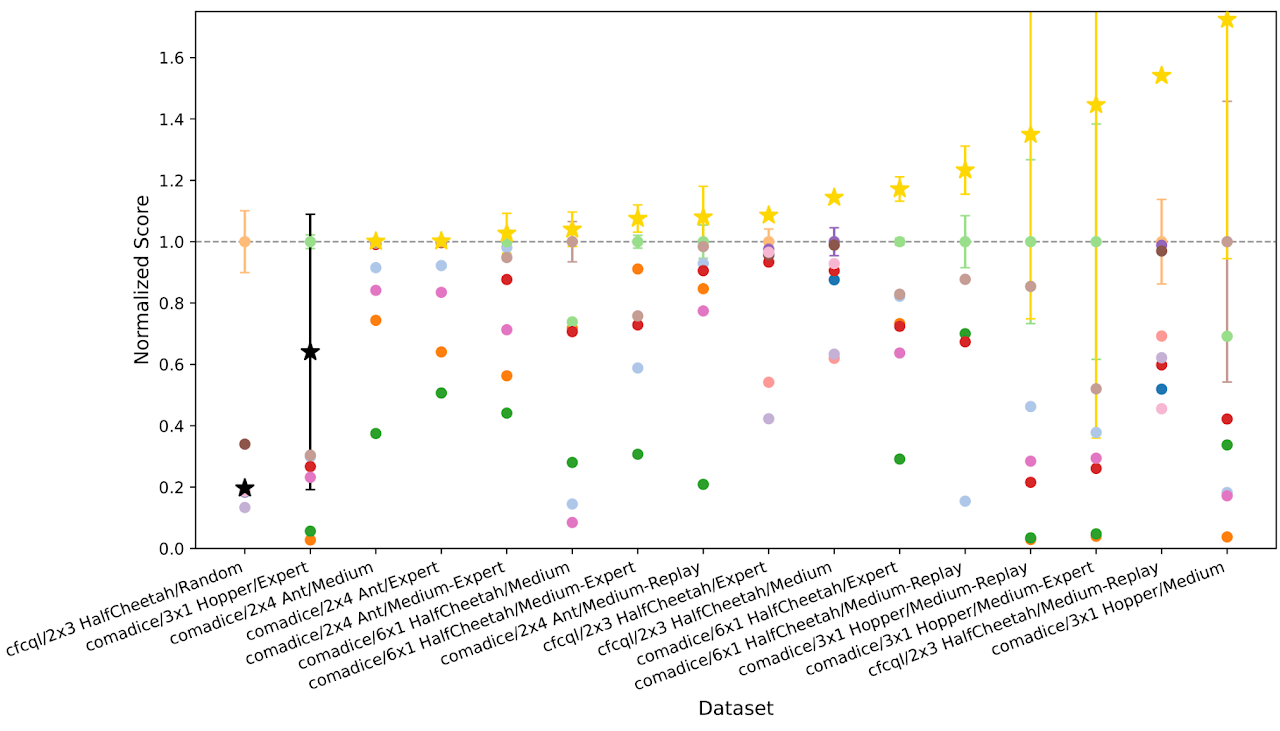 1.6
1.4
1.2
1.0
0.8
0.6
0.4
0.2
0.0
Normalized Score
cfcql/2x3 HalfCheetah/Random
comadice/3x1 Hopper/Expert
comadice/2x4 Ant/Medium
comadice/2x4 Ant/Expert
comadice/2x4 Ant/Medium-Expert
comadice/6x1 HalfCheetah/Medium
comadice/6x1 HalfCheetah/Medium-Expert
comadice/2x4 Ant/Medium-Replay
cfcql/2x3 HalfCheetah/Expert
cfcql/2x3 HalfCheetah/Medium
comadice/6x1 HalfCheetah/Expert
comadice/6x1 HalfCheetah/Medium-Replay
comadice/3x1 Hopper/Medium-Replay
comadice/3x1 Hopper/Medium-Expert
cfcql/2x3 HalfCheetah/Medium-Replay
comadice/3x1 Hopper/Medium
Dataset